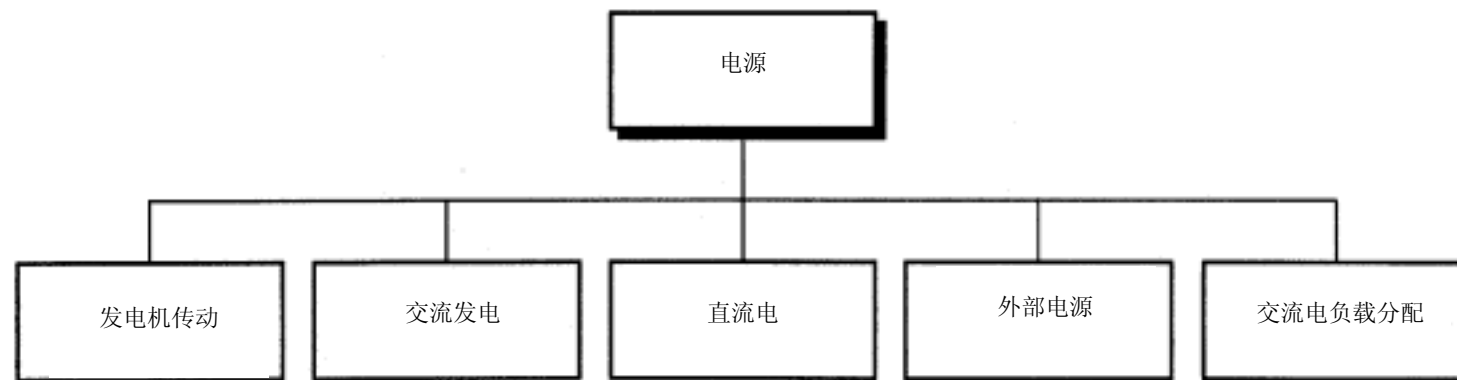 电源
发电机传动
交流发电
直流电
外部电源
交流电负载分配